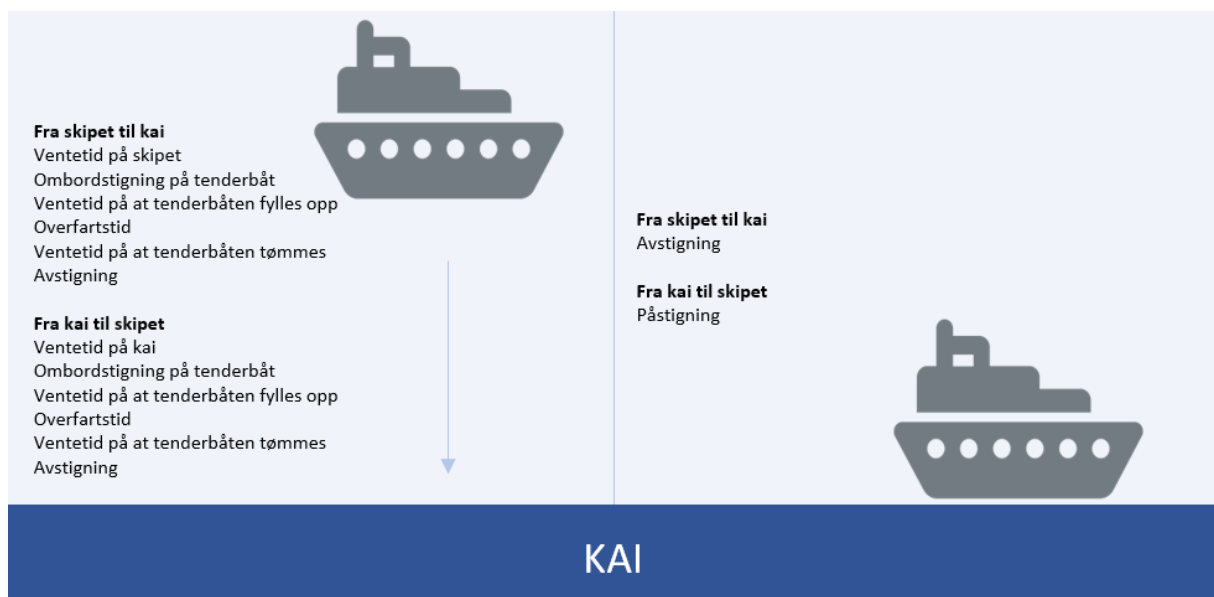 Fra skipet til kai
Ventetid på skipet
Ombordstigning på tenderbåt
Ventetid på at tenderbåten fylles opp
Overfartstid
Ventetid på at tenderbåten tømmes
Avstigning
Fra kai til skipet
Ventetid på kai
Ombordstigning på tenderbåt
Ventetid på at tenderbåten fylles opp
Overfartstid
Ventetid på at tenderbåten tømmes
Avstigning
Fra skipet til kai
Avstigning
Fra kai til skipet
Påstigning
KAI